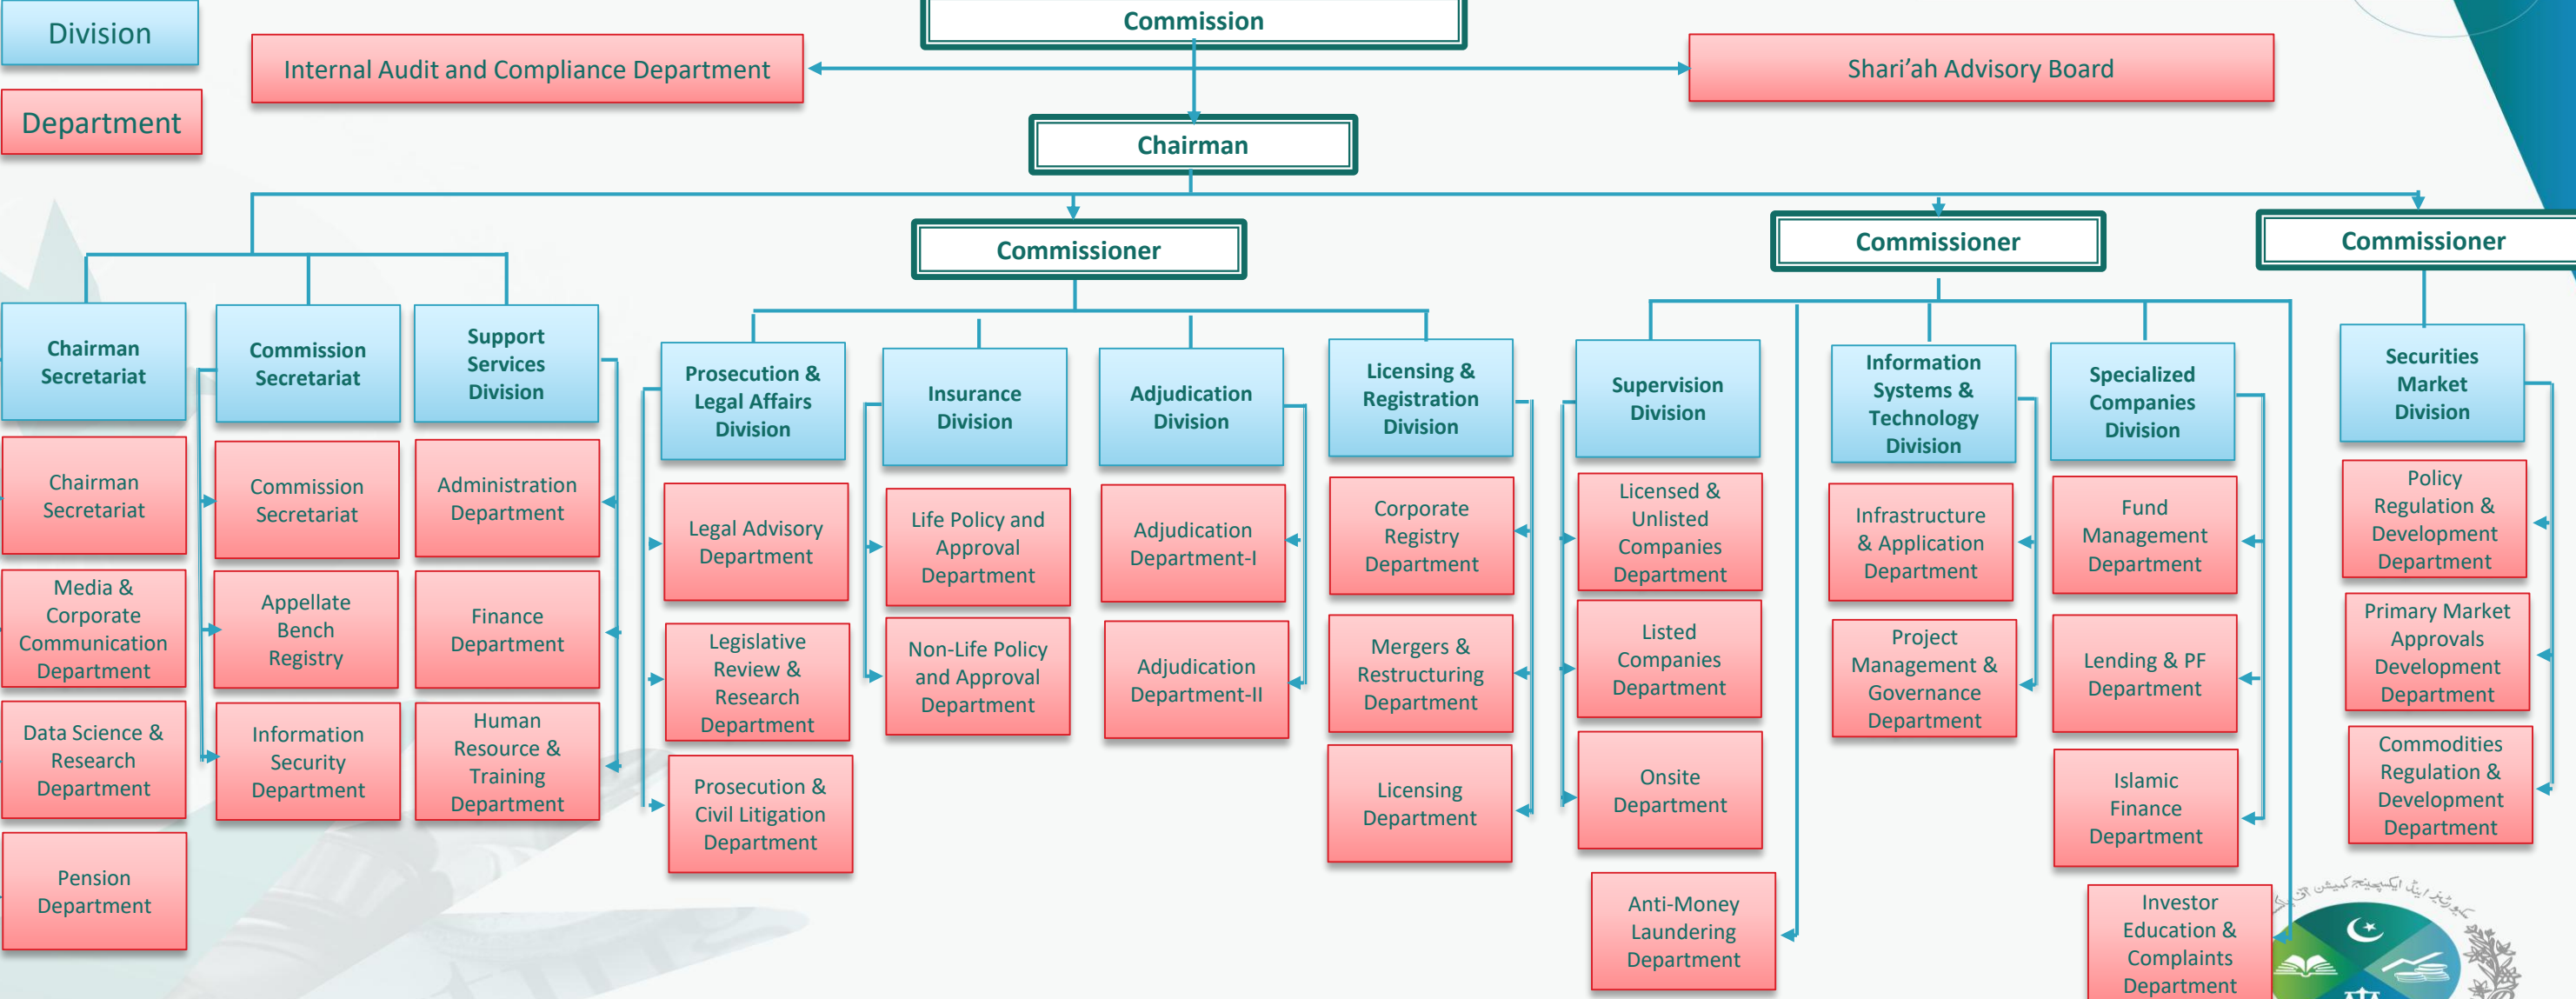 Division
Department
Commission
Internal Audit and Compliance Department
Shari’ah Advisory Board
Chairman
Commissioner
Commissioner
Commissioner
Chairman
Secretariat
Chairman
Secretariat
Media &
Corporate
Communication
Department
Data Science &
Research
Department
Pension
Department
Commission
Secretariat
Commission
Secretariat
Appellate
Bench
Registry
Information
Security
Department
Support
Services
Division
Administration
Department
Finance
Department
Human
Resource &
Training
Department
Prosecution &
Legal Affairs
Division
Legal Advisory
Department
Legislative
Review &
Research
Department
Prosecution &
Civil Litigation
Department
Insurance
Division
Life Policy and
Approval
Department
Non-Life Policy
and Approval
Department
Adjudication
Division
Adjudication
Department-I
Adjudication
Department-II
Licensing &
Registration
Division
Corporate
Registry
Department
Mergers &
Restructuring
Department
Licensing
Department
Supervision
Division
Licensed &
Unlisted
Companies
Department
Listed
Companies
Department
Onsite
Department
Anti-Money
Laundering
Department
Information
Systems &
Technology
Division
Infrastructure
& Application
Department
Project
Management &
Governance
Department
Specialized
Companies
Division
Fund
Management
Department
Lending & PF
Department
Islamic
Finance
Department
Investor
Education &
Complaints
Department
Securities
Market
Division
Policy
Regulation &
Development
Department
Primary Market
Approvals
Development
Department
Commodities
Regulation &
Development
Department
سکیورٹیز اینڈ ایکسچینج کمیشن آف